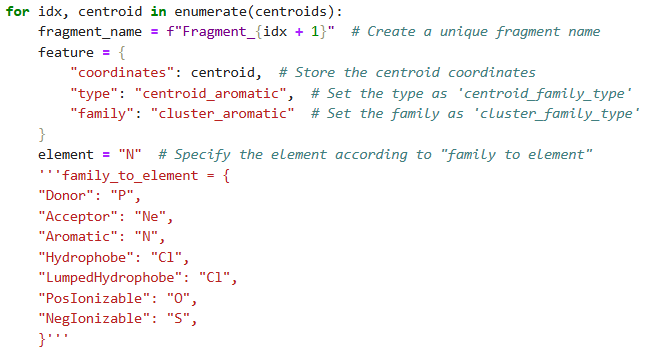 for idx, centroid in enumerate(centroids):
    fragment_name = f"Fragment_{idx + 1}"  # Create a unique fragment name
    feature = {
        "coordinates": centroid,  # Store the centroid coordinates
        "type": "centroid_aromatic",  # Set the type as 'centroid_family_type'
        "family": "cluster_aromatic"  # Set the family as 'cluster_family_type'
    }
    element = "N"  # Specify the element according to "family to element"
    '''family_to_element = {
    "Donor": "P",
    "Acceptor": "Ne",
    "Aromatic": "N",
    "Hydrophobe": "Cl",
    "LumpedHydrophobe": "Cl",
    "PosIonizable": "O",
    "NegIonizable": "S",
    }'''